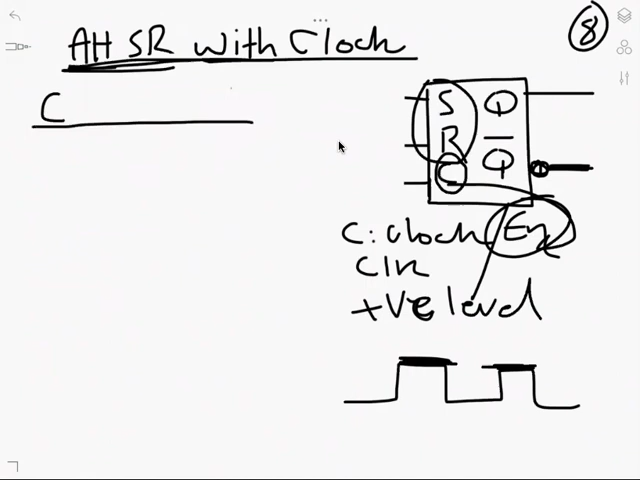 AH SR with Clock
8
C
S Q
R Q
C
C: Clock En
Clk
+Ve level